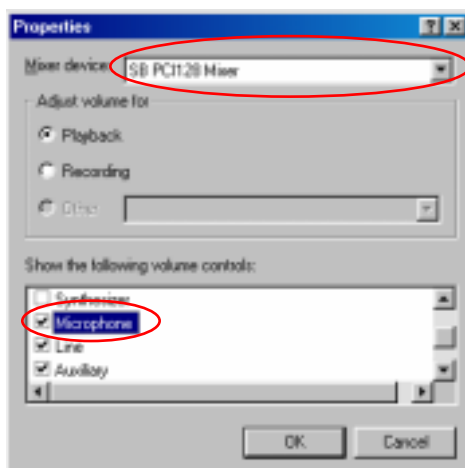 Properties
Mixer device: SB PCI128 Mixer
Adjust volume for
Playback
Recording
Other
Show the following volume controls:
Synthesizer
Microphone
Line
Auxiliary
OK Cancel